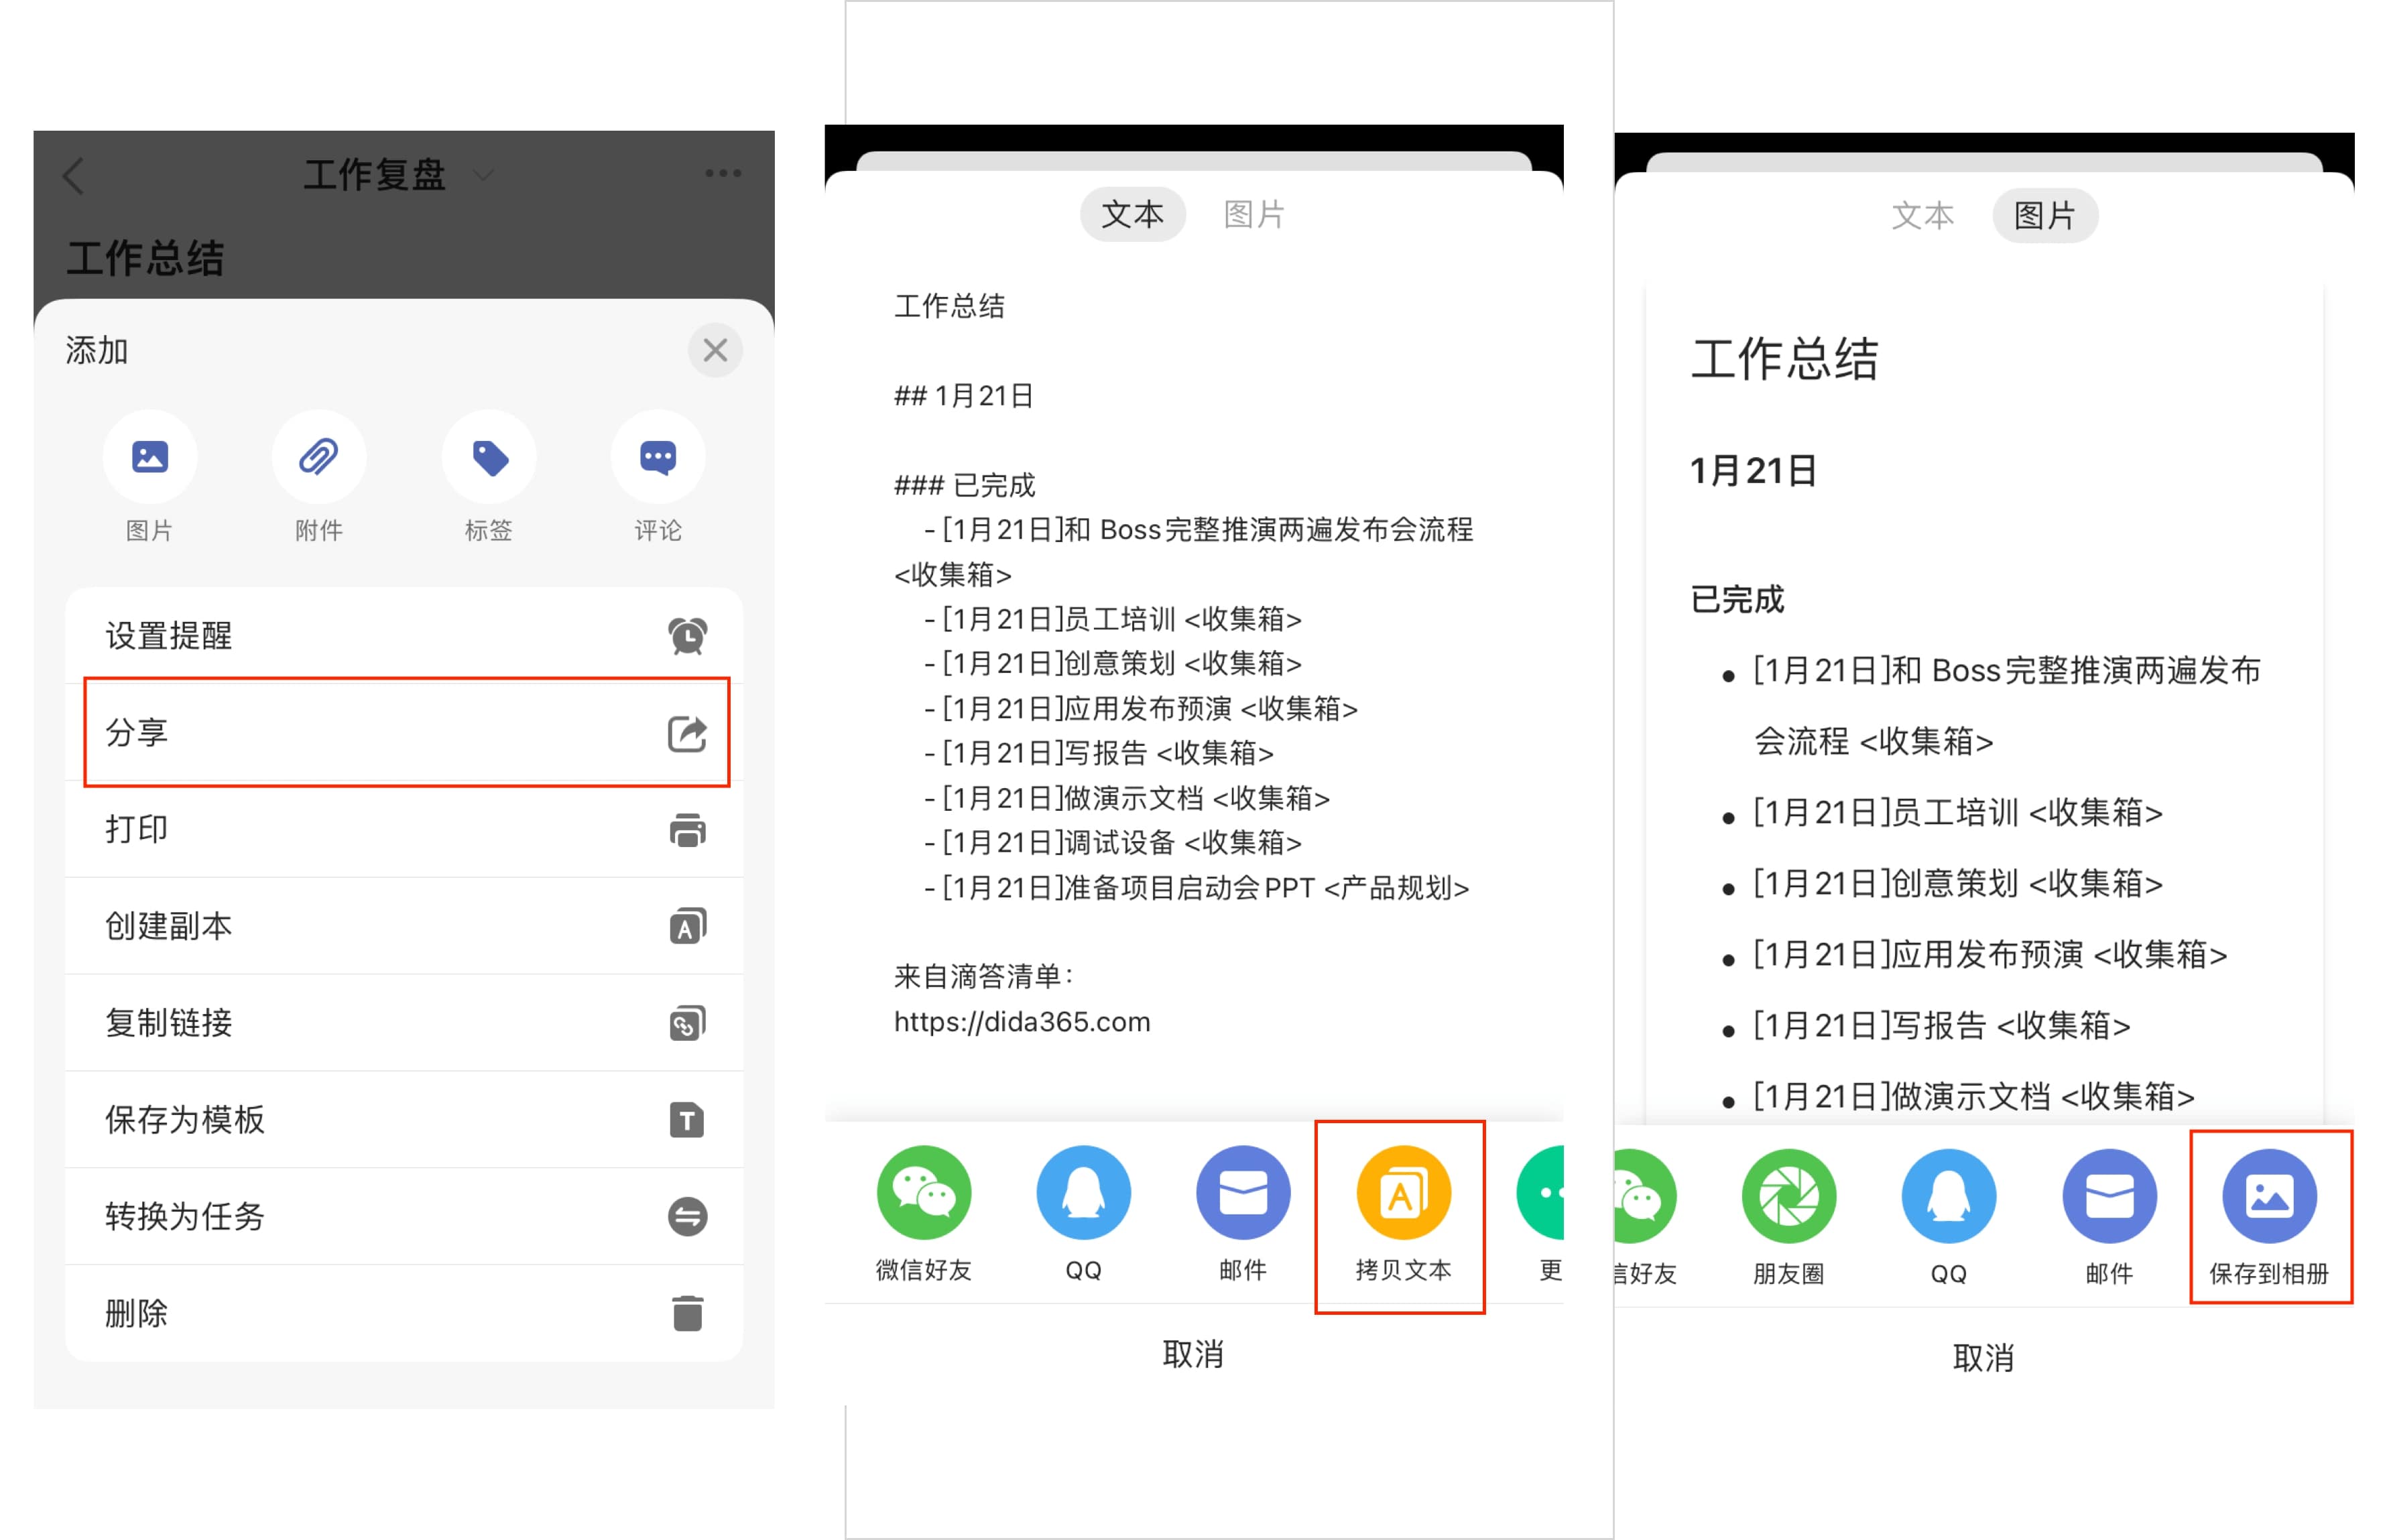 工作复盘
工作总结
添加
图片 附件 标签 评论
设置提醒
分享
打印
创建副本
复制链接
保存为模板
转换为任务
删除
文本 图片
工作总结
## 1月21日
### 已完成
- [1月21日]和 Boss完整推演两遍发布会流程
<收集箱>
- [1月21日]员工培训 <收集箱>
- [1月21日]创意策划 <收集箱>
- [1月21日]应用发布预演 <收集箱>
- [1月21日]写报告 <收集箱>
- [1月21日]做演示文档 <收集箱>
- [1月21日]调试设备 <收集箱>
- [1月21日]准备项目启动会PPT <产品规划>
来自滴答清单：
https://dida365.com
微信好友 QQ 邮件 拷贝文本 更
取消
文本 图片
工作总结
1月21日
已完成
• [1月21日]和 Boss完整推演两遍发布
会流程 <收集箱>
• [1月21日]员工培训 <收集箱>
• [1月21日]创意策划 <收集箱>
• [1月21日]应用发布预演 <收集箱>
• [1月21日]写报告 <收集箱>
• [1月21日]做演示文档 <收集箱>
信好友 朋友圈 QQ 邮件 保存到相册
取消